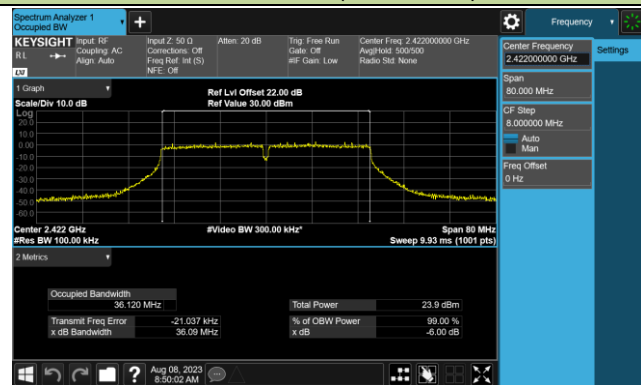 Spectrum Analyzer 1
Occupied BW
Frequency
KEYSIGHT
R L
LXI
Input: RF
Coupling: AC
Align: Auto
Input Z: 50 Ω
Corrections: Off
Freq Ref: Int (S)
NFE: Off
Atten: 20 dB
Trig: Free Run
Gate: Off
#IF Gain: Low
Center Freq: 2.422000000 GHz
Avg|Hold: 500/500
Radio Std: None
Center Frequency
2.422000000 GHz
Settings
Span
80.000 MHz
CF Step
8.000000 MHz
Auto
Man
Freq Offset
0 Hz
1 Graph
Scale/Div 10.0 dB
Ref Lvl Offset 22.00 dB
Ref Value 30.00 dBm
Log
20.0
10.0
0.00
-10.0
-20.0
-30.0
-40.0
-50.0
-60.0
Center 2.422 GHz
#Res BW 100.00 kHz
#Video BW 300.00 kHz*
Span 80 MHz
Sweep 9.93 ms (1001 pts)
2 Metrics
Occupied Bandwidth
36.120 MHz
Total Power 23.9 dBm
Transmit Freq Error -21.037 kHz
% of OBW Power 99.00 %
x dB Bandwidth 36.09 MHz
x dB -6.00 dB
?
Aug 08, 2023
8:50:02 AM